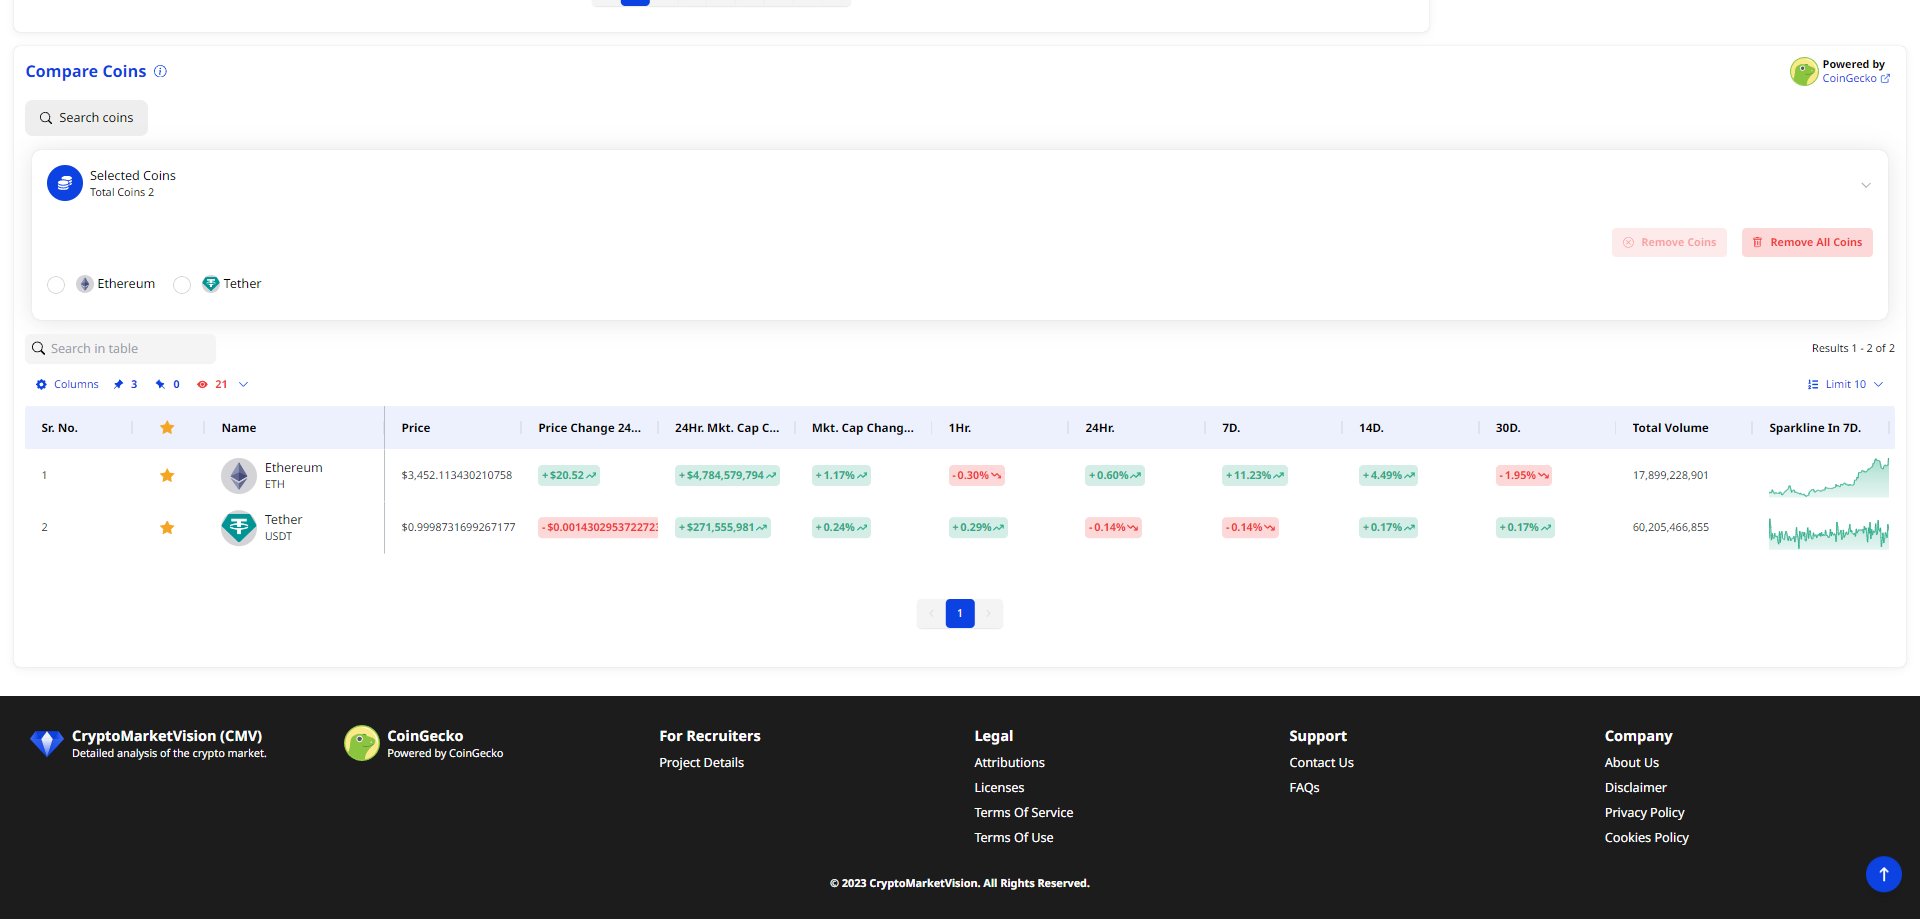 Compare Coins
Powered by
CoinGecko
Search coins
Selected Coins
Total Coins 2
Remove Coins
Remove All Coins
Ethereum
Tether
Search in table
Results 1 - 2 of 2
Columns 3 0 21
Limit 10
Sr. No. Name Price Price Change 24... 24Hr. Mkt. Cap C... Mkt. Cap Chang... 1Hr. 24Hr. 7D. 14D. 30D. Total Volume Sparkline In 7D.
1 Ethereum $3,452.113430210758 + $20.52 + $4,784,579,794 + 1.17% - 0.30% + 0.60% + 11.23% + 4.49% - 1.95% 17,899,228,901
ETH
2 Tether $0.9998731699267177 - $0.001430295372272 + $271,555,981 + 0.24% + 0.29% - 0.14% - 0.14% + 0.17% + 0.17% 60,205,466,855
USDT
1
CryptoMarketVision (CMV)
Detailed analysis of the crypto market.
CoinGecko
Powered by CoinGecko
For Recruiters
Project Details
Legal
Attributions
Licenses
Terms Of Service
Terms Of Use
Support
Contact Us
FAQs
Company
About Us
Disclaimer
Privacy Policy
Cookies Policy
© 2023 CryptoMarketVision. All Rights Reserved.